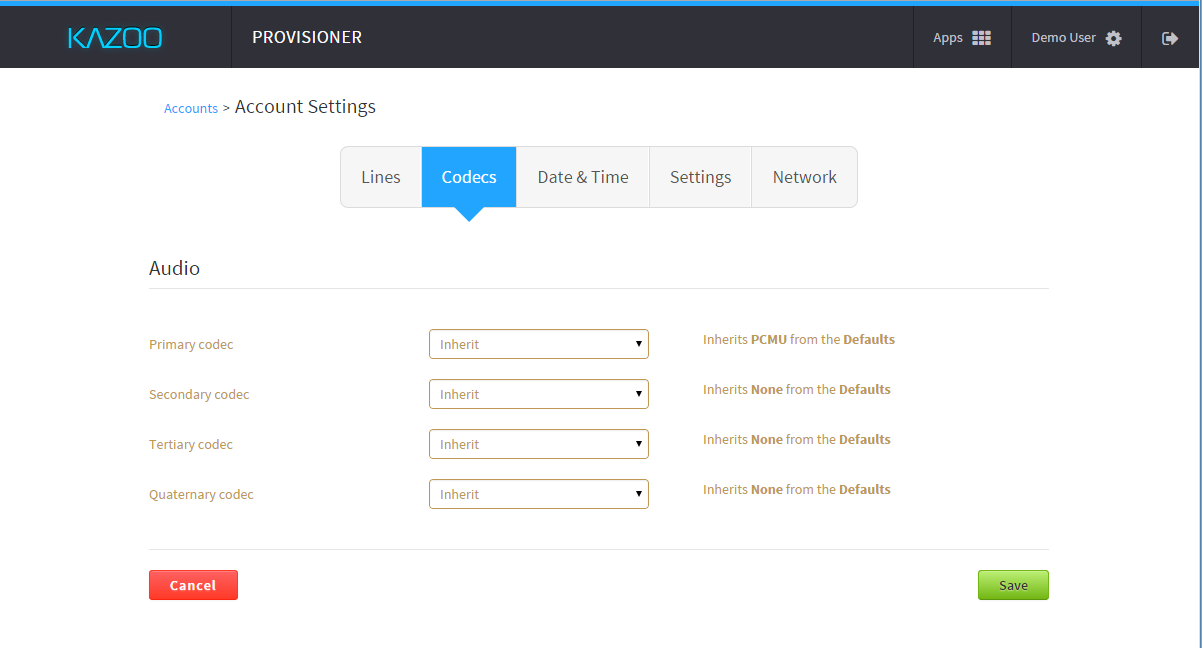 KAZOO PROVISIONER Apps Demo User
Accounts > Account Settings
Lines Codecs Date & Time Settings Network
Audio
Primary codec Inherit Inherits PCMU from the Defaults
Secondary codec Inherit Inherits None from the Defaults
Tertiary codec Inherit Inherits None from the Defaults
Quaternary codec Inherit Inherits None from the Defaults
Cancel Save